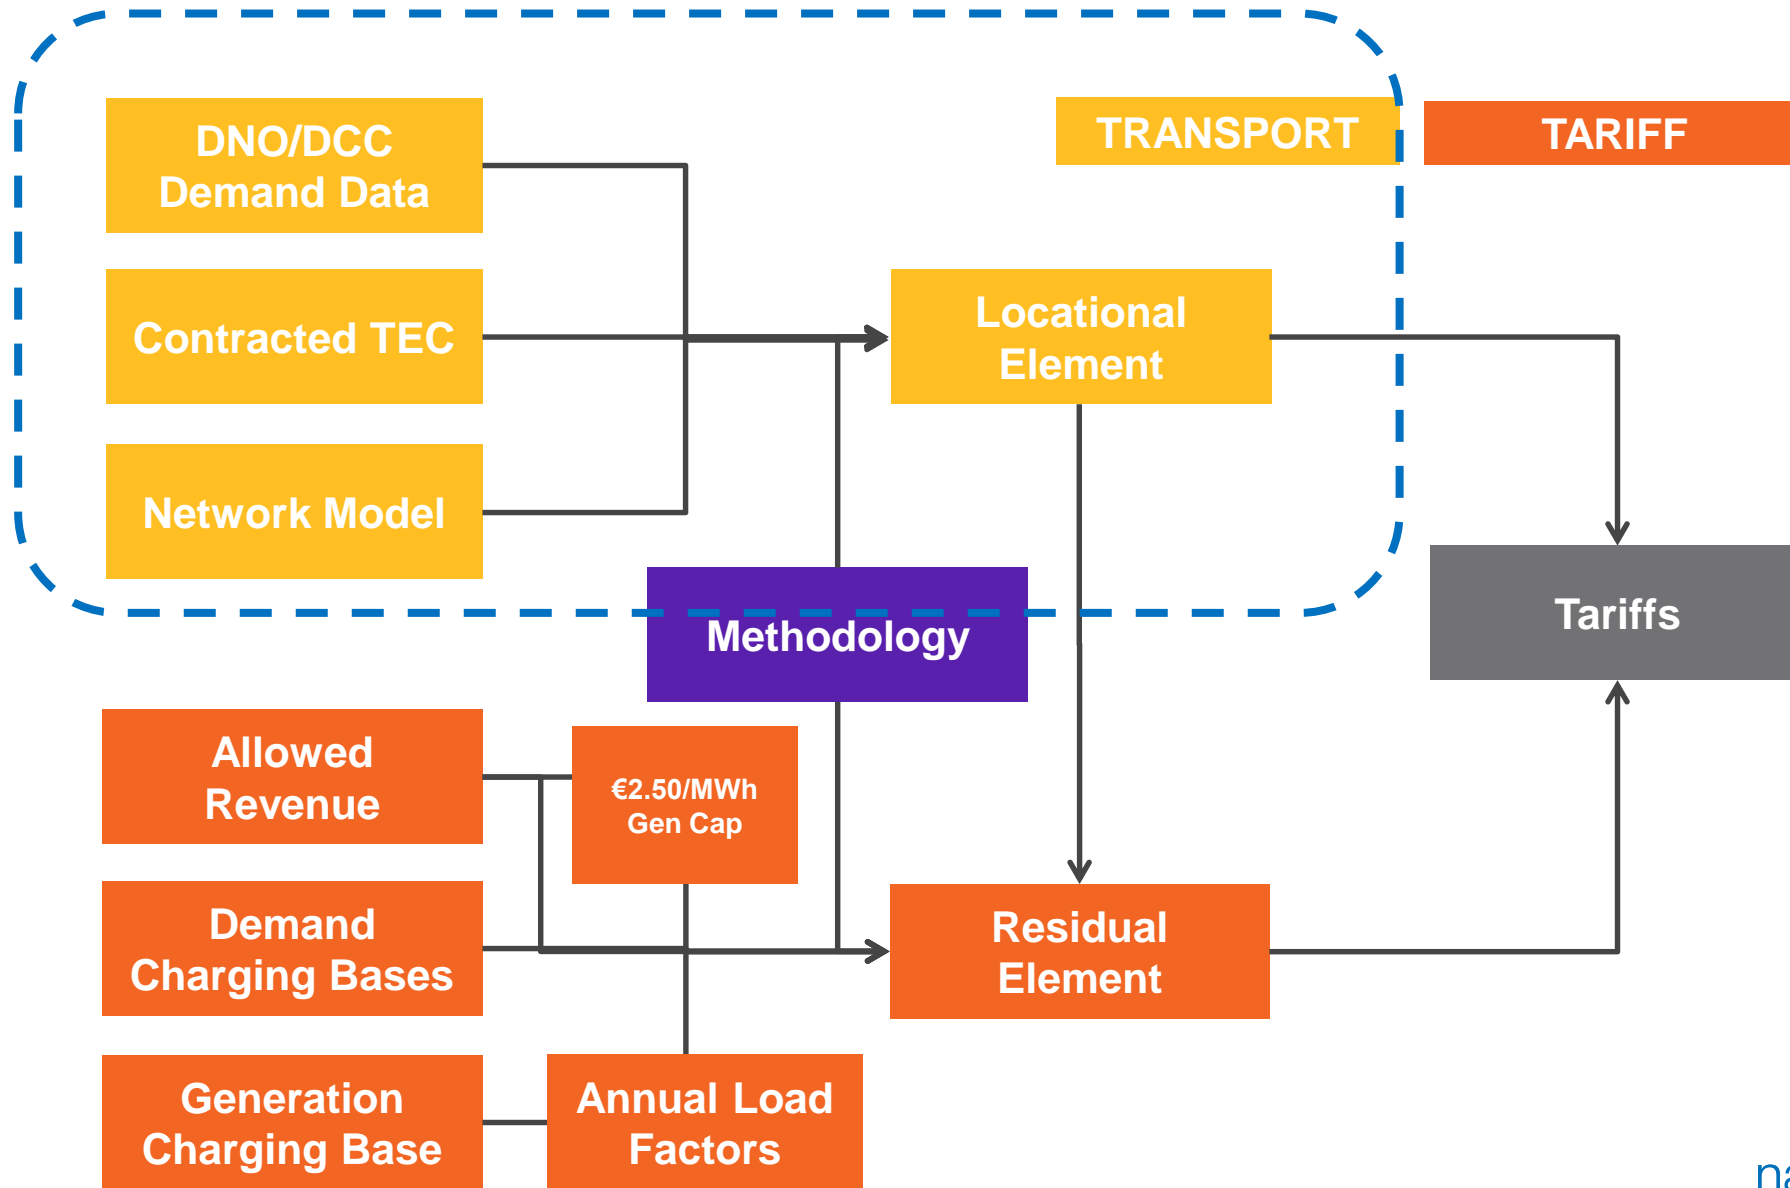 TRANSPORT
TARIFF
DNO/DCC
Demand Data
Contracted TEC
Locational
Element
Network Model
Tariffs
Methodology
Allowed
Revenue
€2.50/MWh
Gen Cap
Demand
Charging Bases
Residual
Element
Generation
Charging Base
Annual Load
Factors
na